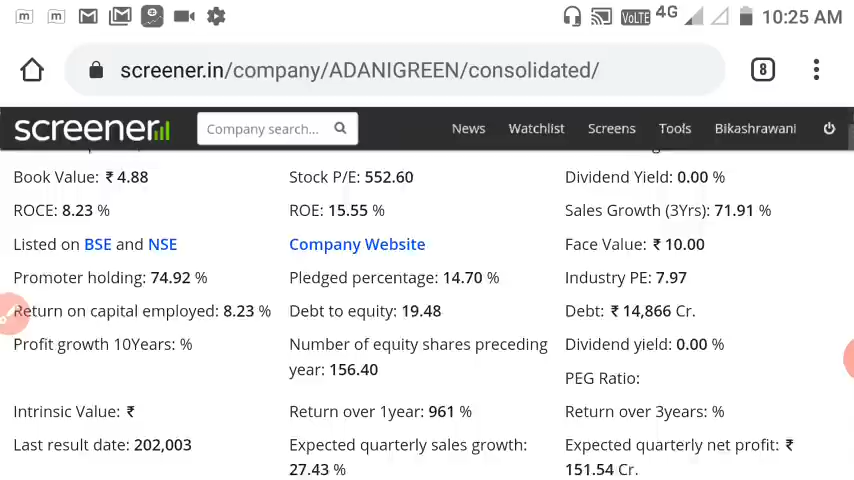 m m M M 10:25 AM
VoLTE 4G
screener.in/company/ADANIGREEN/consolidated/ 8
screener Company search... News Watchlist Screens Tools Bikashrawani
Book Value: ₹ 4.88 Stock P/E: 552.60 Dividend Yield: 0.00 %
ROCE: 8.23 % ROE: 15.55 % Sales Growth (3Yrs): 71.91 %
Listed on BSE and NSE Company Website Face Value: ₹ 10.00
Promoter holding: 74.92 % Pledged percentage: 14.70 % Industry PE: 7.97
Return on capital employed: 8.23 % Debt to equity: 19.48 Debt: ₹ 14,866 Cr.
Profit growth 10Years: % Number of equity shares preceding Dividend yield: 0.00 %
year: 156.40
PEG Ratio:
Intrinsic Value: ₹ Return over 1year: 961 % Return over 3years: %
Last result date: 202,003 Expected quarterly sales growth: Expected quarterly net profit: ₹
27.43 % 151.54 Cr.